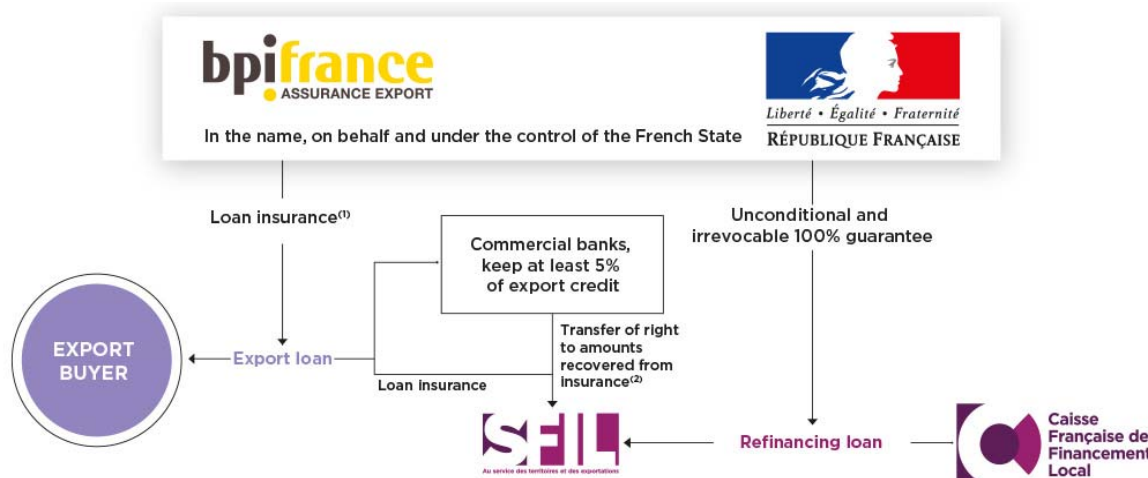 bpifrance
ASSURANCE EXPORT
In the name, on behalf and under the control of the French State
Liberté • Égalité • Fraternité
RÉPUBLIQUE FRANÇAISE
Loan insurance(1)
Unconditional and
irrevocable 100% guarantee
Commercial banks,
keep at least 5%
of export credit
EXPORT
BUYER
Export loan
Loan insurance
Transfer of right
to amounts
recovered from
insurance(2)
SFIL
Au service des territoires et des exportations
Refinancing loan
Caisse
Française de
Financement
Local